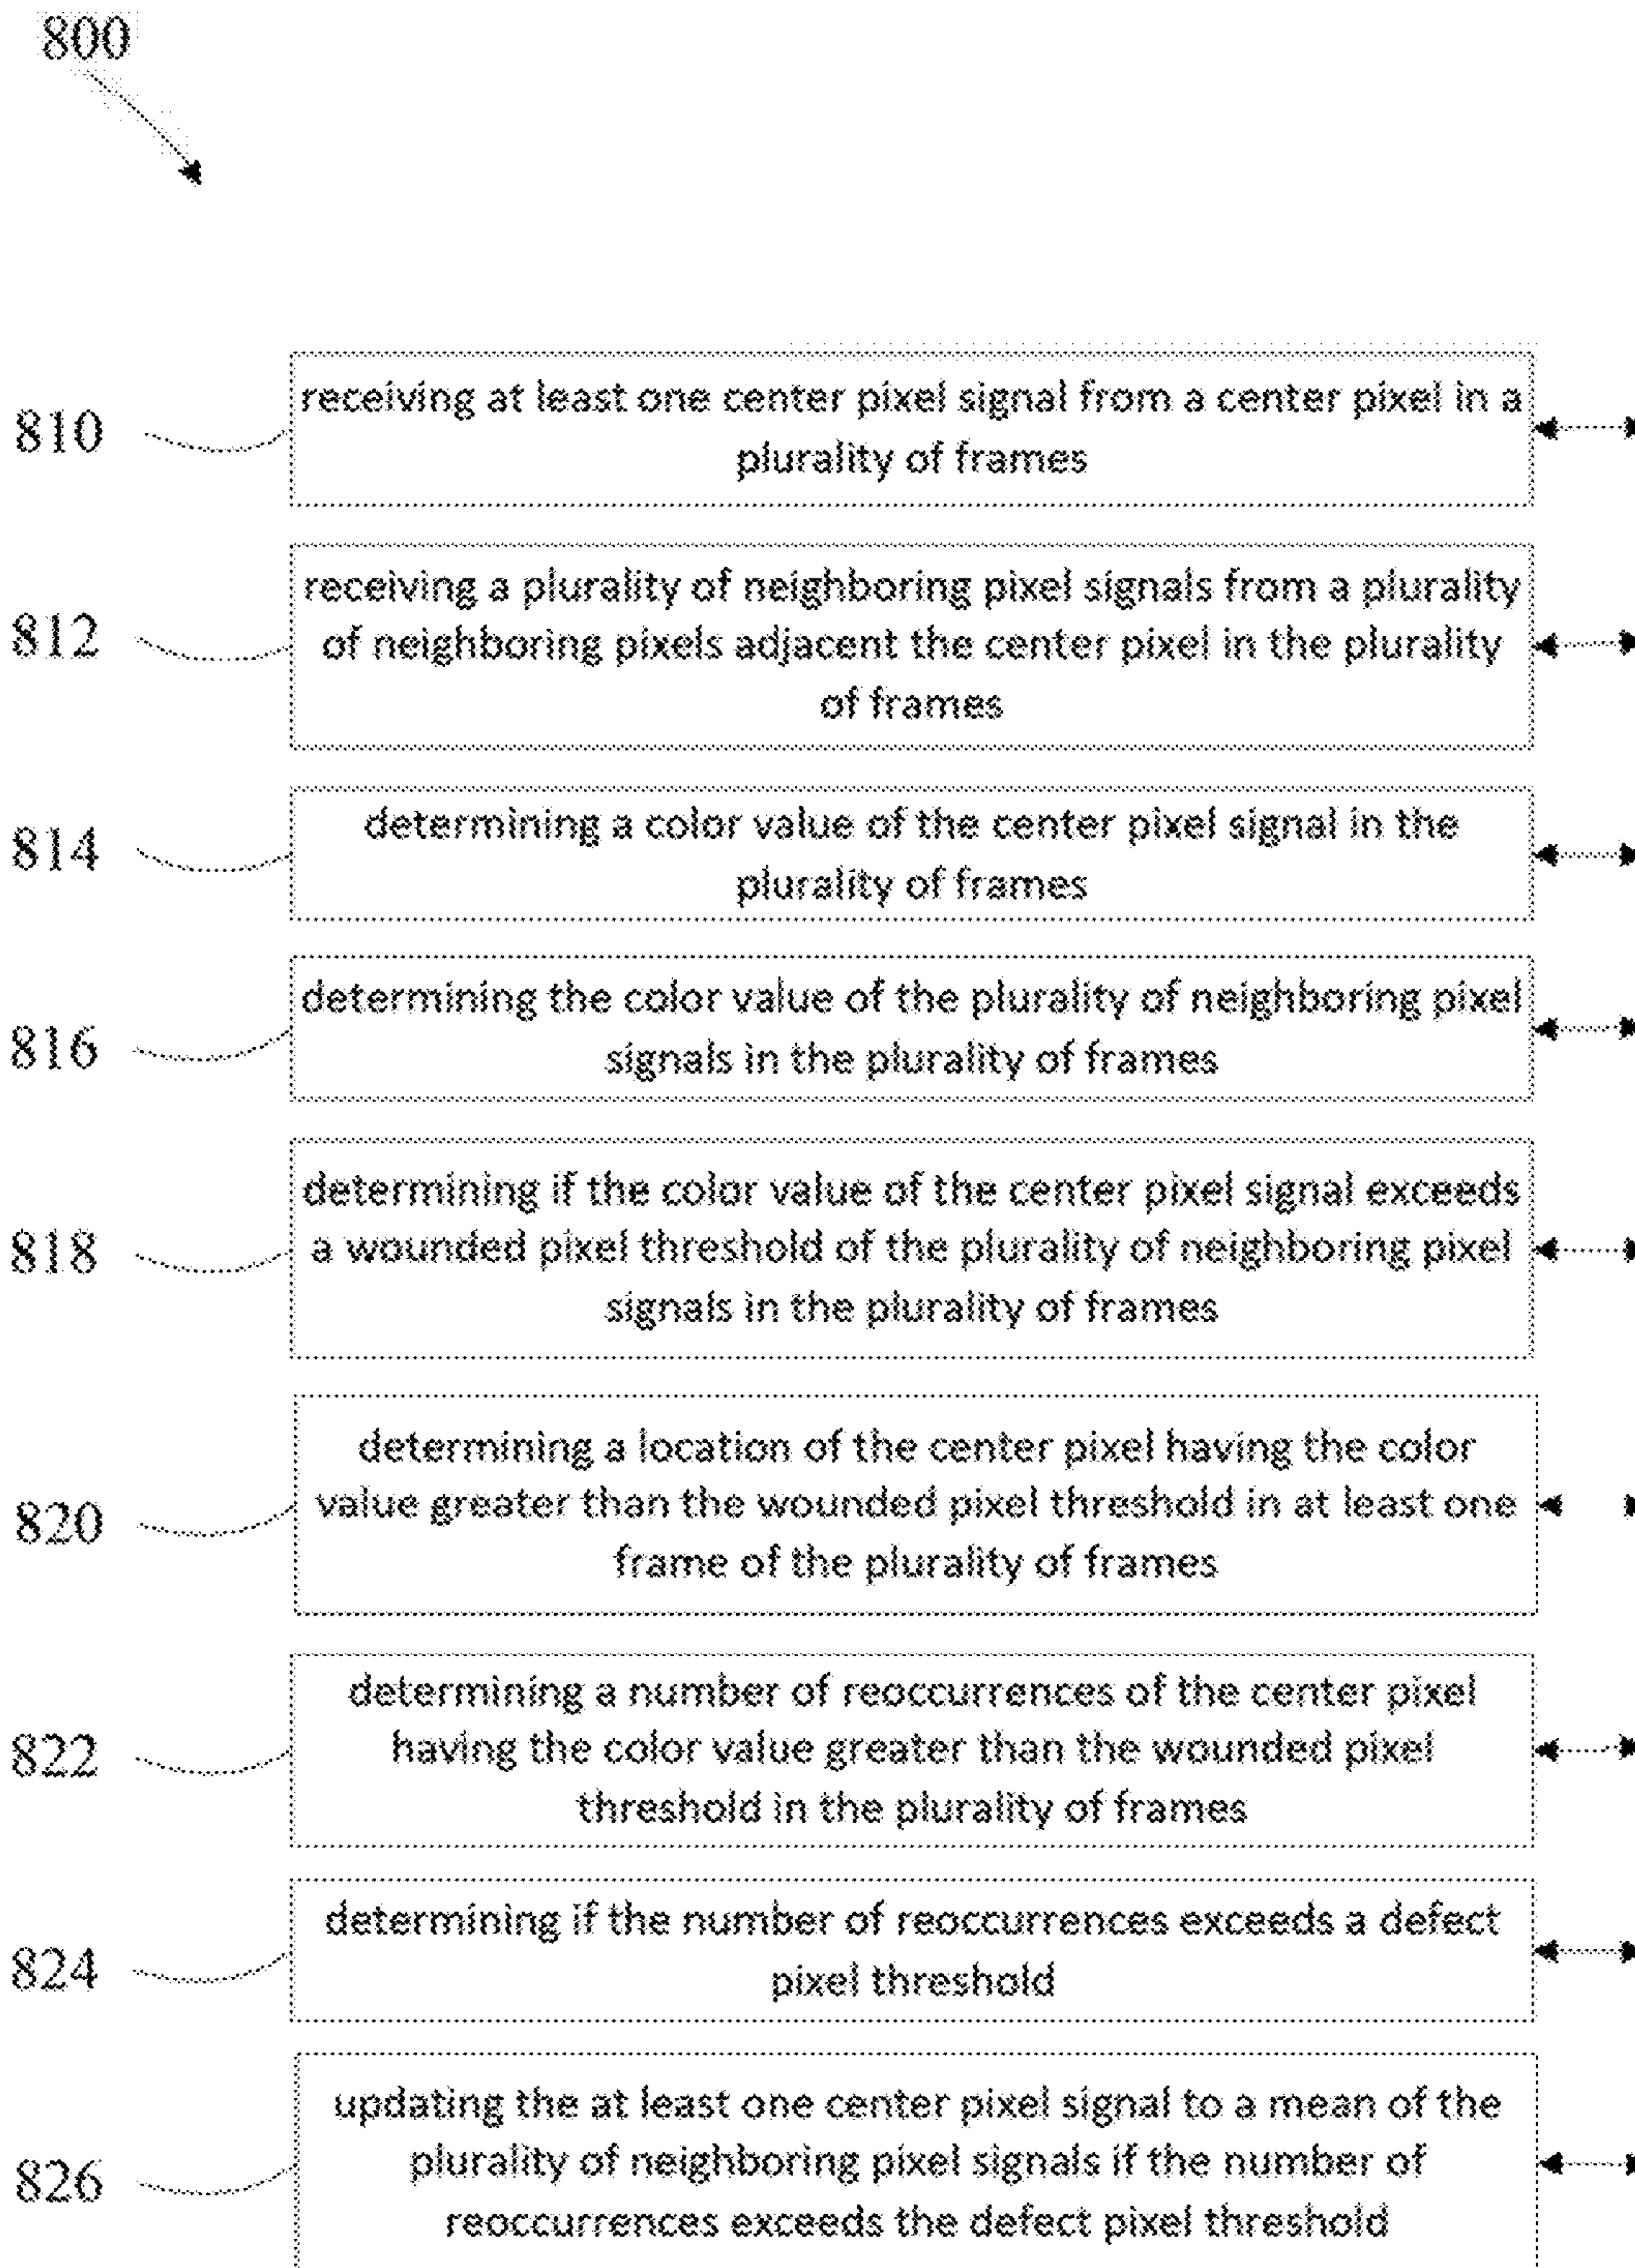 800
810
receiving at least one center pixel signal from a center pixel in a
plurality of frames
812
receiving a plurality of neighboring pixel signals from a plurality
of neighboring pixels adjacent the center pixel in the plurality
of frames
814
determining a color value of the center pixel signal in the
plurality of frames
816
determining the color value of the plurality of neighboring pixel
signals in the plurality of frames
818
determining if the color value of the center pixel signal exceeds
a wounded pixel threshold of the plurality of neighboring pixel
signals in the plurality of frames
820
determining a location of the center pixel having the color
value greater than the wounded pixel threshold in at least one
frame of the plurality of frames
822
determining a number of reoccurrences of the center pixel
having the color value greater than the wounded pixel
threshold in the plurality of frames
824
determining if the number of reoccurrences exceeds a defect
pixel threshold
826
updating the at least one center pixel signal to a mean of the
plurality of neighboring pixel signals if the number of
reoccurrences exceeds the defect pixel threshold